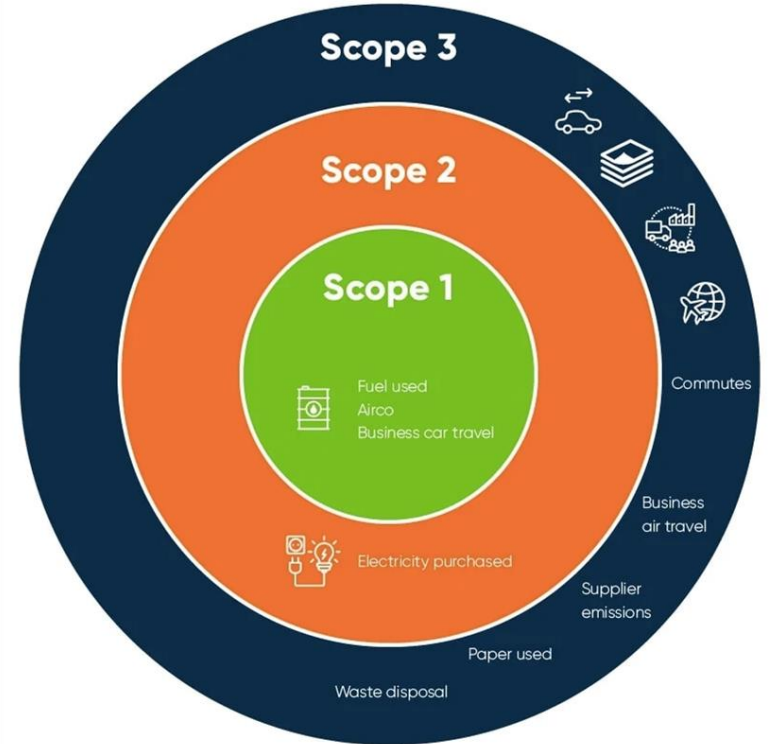 Scope 3
Scope 2
Scope 1
Fuel used
Airco
Business car travel
Commutes
Business
air travel
Electricity purchased
Supplier
emissions
Paper used
Waste disposal